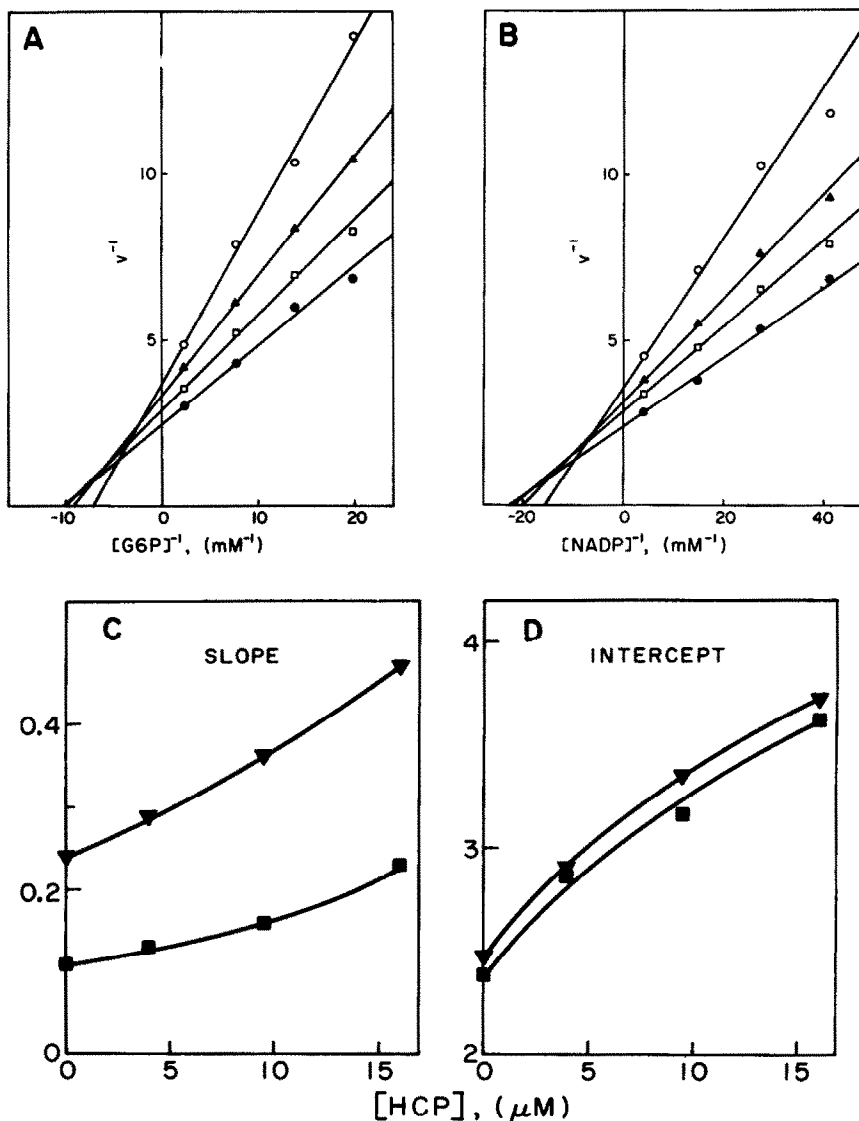 A
B
10
5
v⁻¹
-10 0 10 20
[G6P]⁻¹, (mM⁻¹)
10
5
v⁻¹
-20 0 20 40
[NADP]⁻¹, (mM⁻¹)
C
SLOPE
0.4
0.2
0
0 5 10 15
D
INTERCEPT
4
3
2
0 5 10 15
[HCP], (μM)